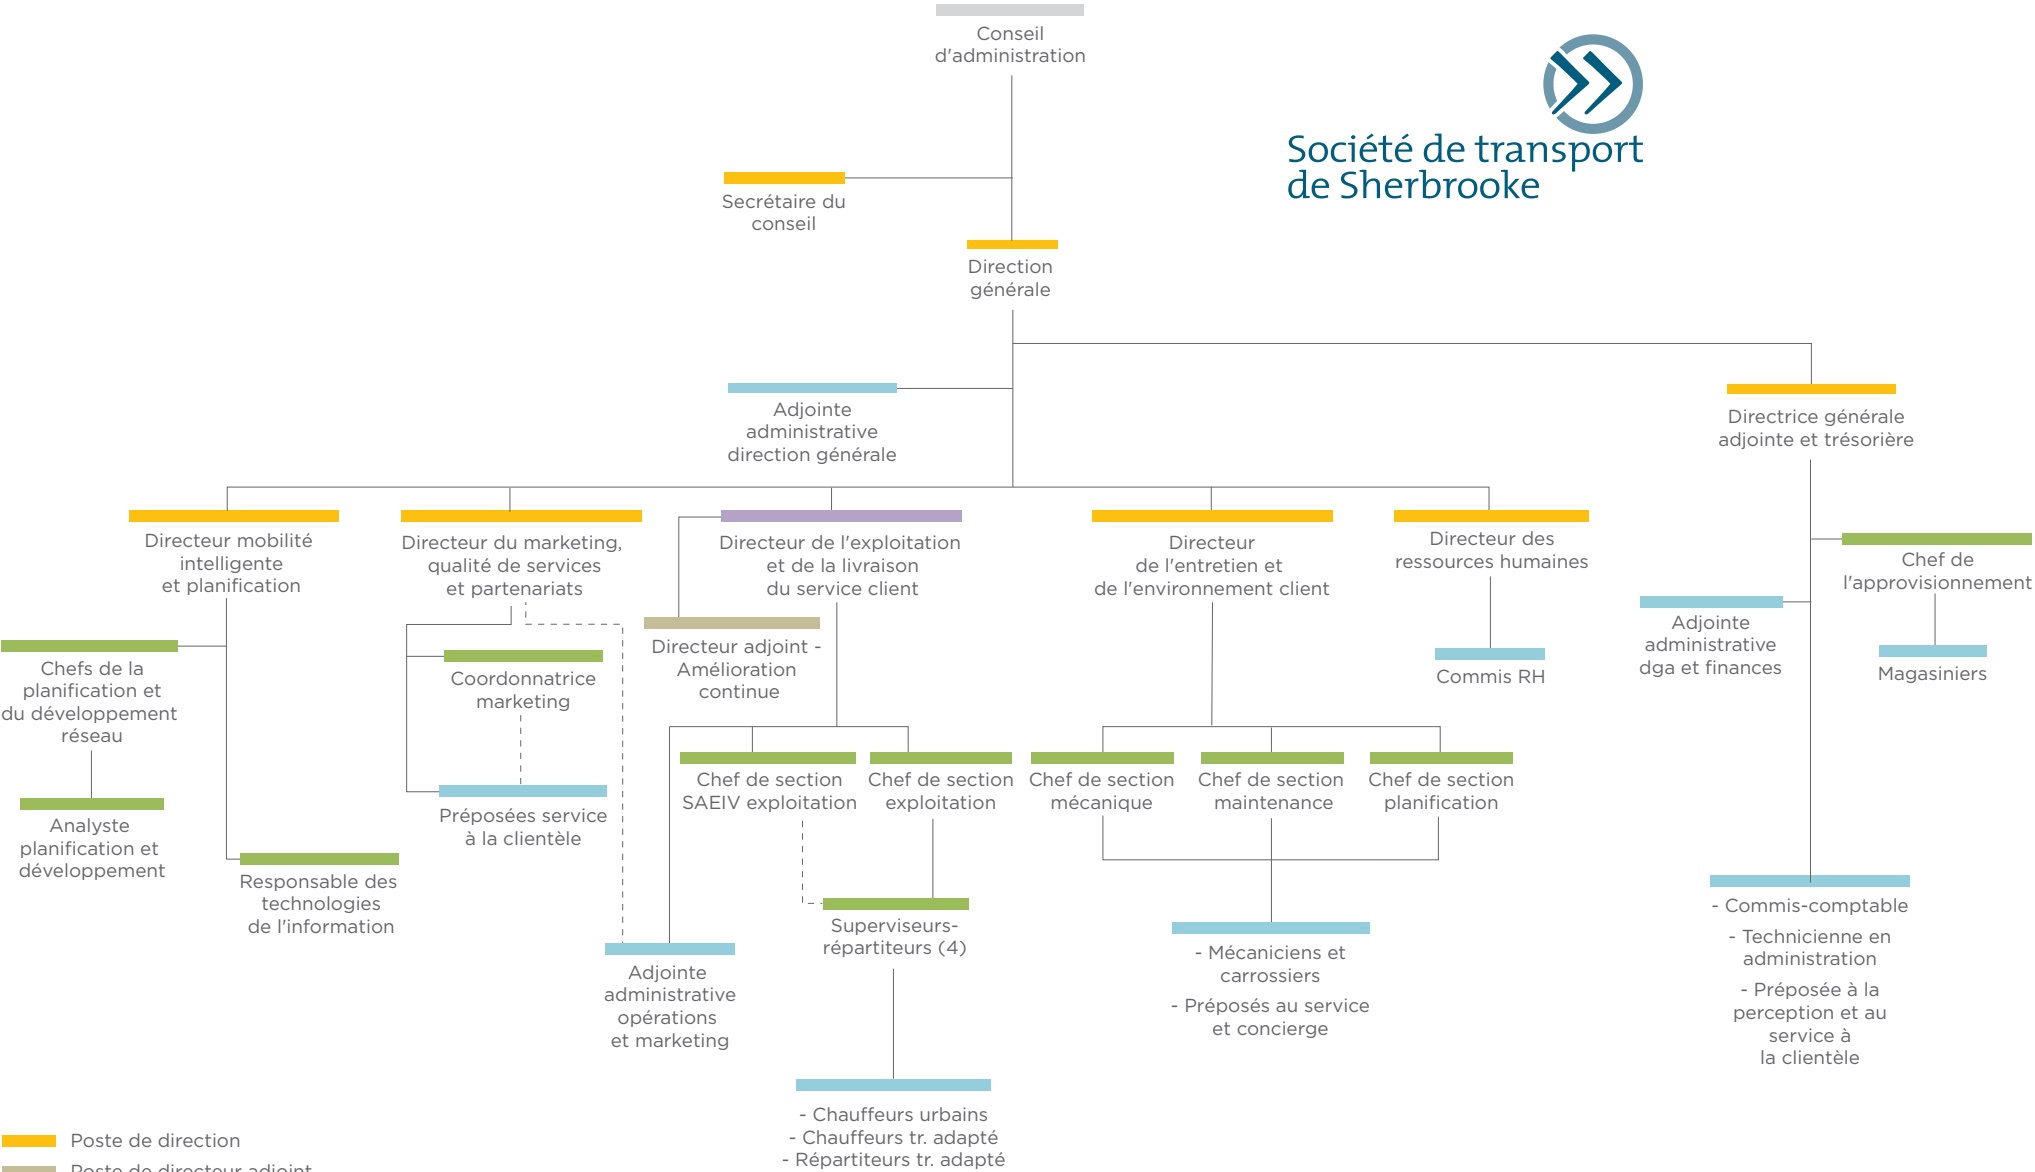 Conseil
d'administration
Société de transport
de Sherbrooke
Secrétaire du
conseil
Direction
générale
Adjointe
administrative
direction générale
Directrice générale
adjointe et trésorière
Directeur mobilité
intelligente
et planification
Directeur du marketing,
qualité de services
et partenariats
Directeur de l'exploitation
et de la livraison
du service client
Directeur
de l'entretien et
de l'environnement client
Directeur des
ressources humaines
Chef de
l'approvisionnement
Adjointe
administrative
dga et finances
Magasiniers
Chefs de la
planification et
du développement
réseau
Coordonnatrice
marketing
Directeur adjoint -
Amélioration
continue
Commis RH
Analyste
planification et
développement
Préposées service
à la clientèle
Chef de section
SAEIV exploitation
Chef de section
exploitation
Chef de section
mécanique
Chef de section
maintenance
Chef de section
planification
Responsable des
technologies
de l'information
Adjointe
administrative
opérations
et marketing
Superviseurs-
répartiteurs (4)
- Mécaniciens et
carrossiers
- Préposés au service
et concierge
- Commis-comptable
- Technicienne en
administration
- Préposée à la
perception et au
service à
la clientèle
- Chauffeurs urbains
- Chauffeurs tr. adapté
- Répartiteurs tr. adapté
Poste de direction
Poste de directeur adjoint